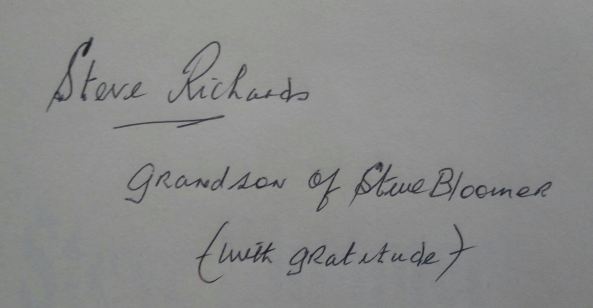 Steve Richards
Grandson of Steve Bloomer
(with gratitude)